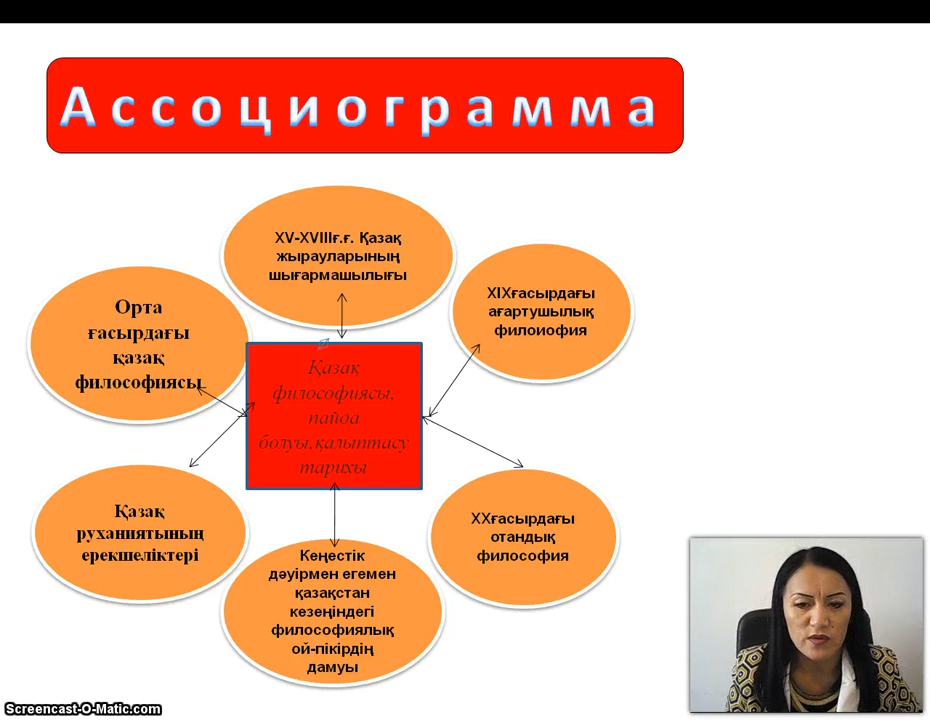 Ассоциограмма
XV-XVIIIғ.ғ. Қазақ
жырауларының
шығармашылығы
XIXғасырдағы
ағартушылық
филоиофия
Орта
ғасырдағы
қазақ
философиясы
Қазақ
философиясы,
пайоа
болуы,қалыптасу
тарихы
Қазақ
руханиятының
ерекшеліктері
XXғасырдағы
отандық
философия
Кеңестік
дәуірмен егемен
қазақстан
кезеңіндегі
философиялық
ой-пікірдің
дамуы
Screencast-O-Matic.com